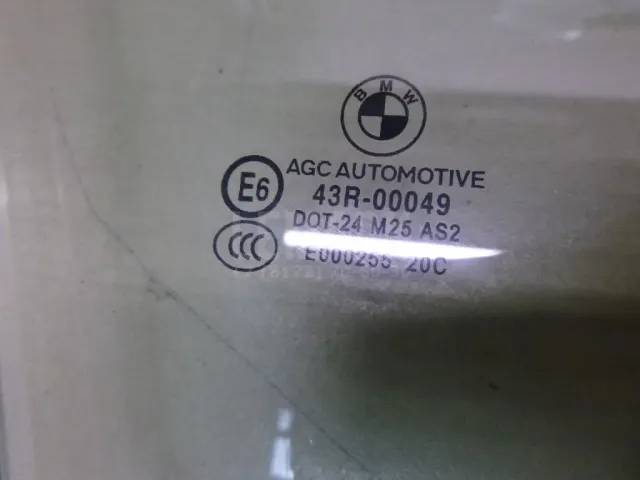 BMW
AGC AUTOMOTIVE
E6
43R-00049
DOT-24 M25 AS2
CCC
E000255 20C